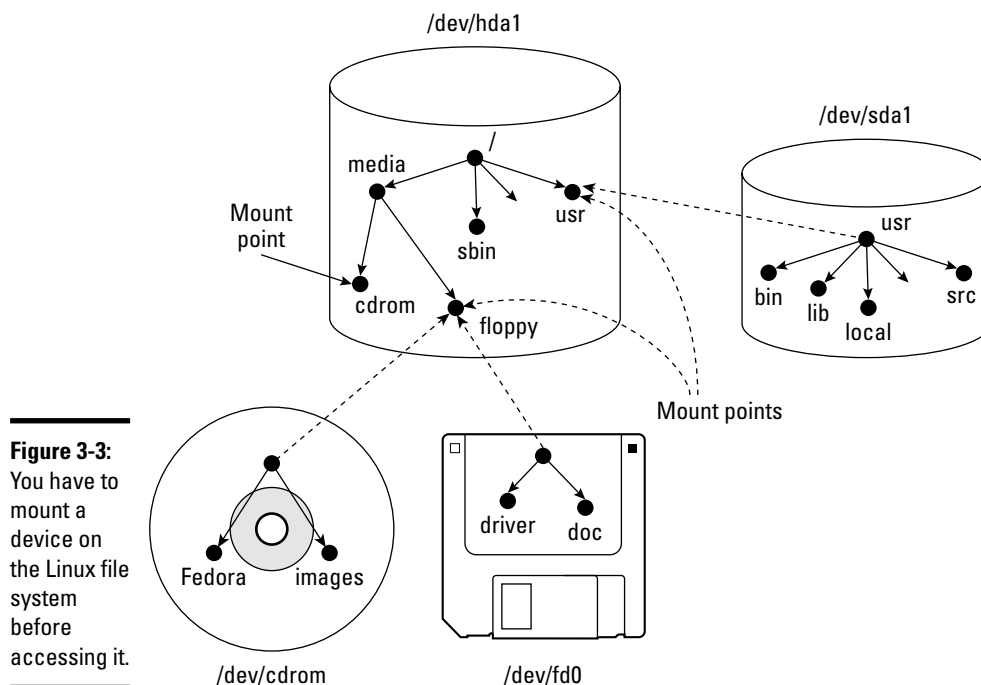 /dev/hda1
/dev/sda1
/
media
usr
sbin
Mount
point
cdrom
floppy
usr
bin
lib
local
src
Mount points
Figure 3-3:
You have to
mount a
device on
the Linux file
system
before
accessing it.
Fedora
images
driver
doc
/dev/cdrom
/dev/fd0